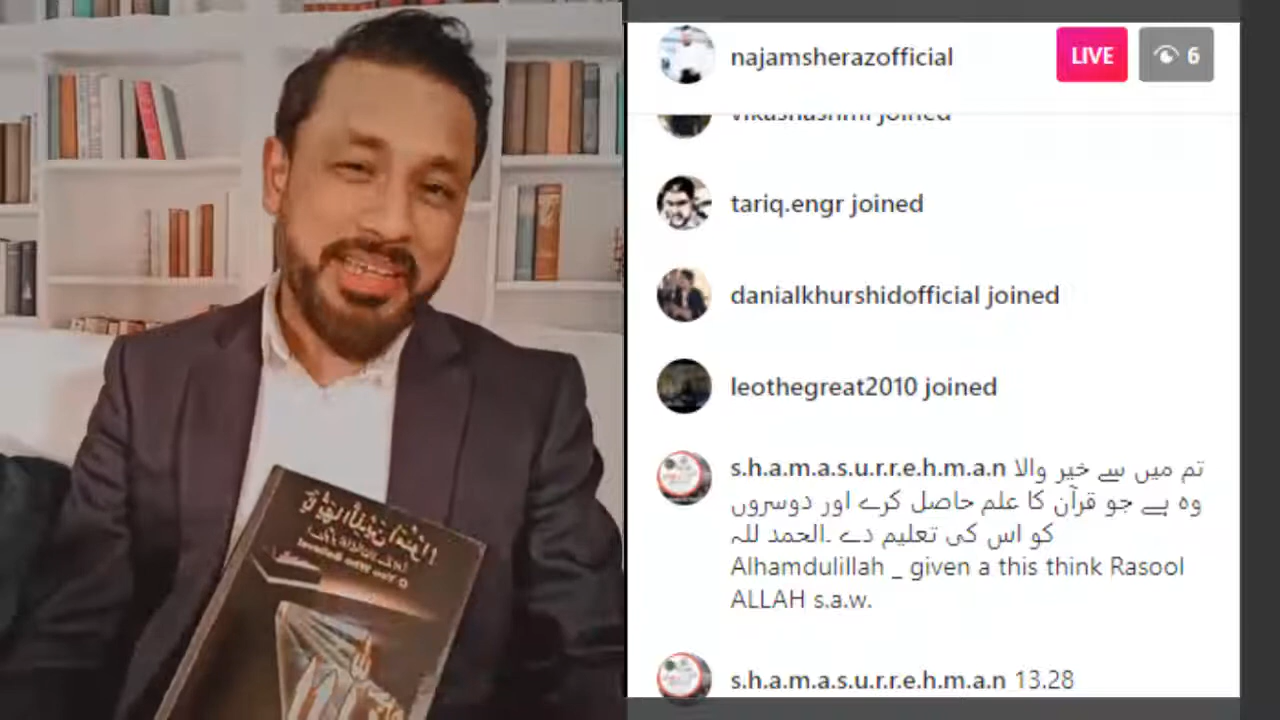 najamsherazofficial
LIVE
6
vikashashmi joined
tariq.engr joined
danialkhurshidofficial joined
leothegreat2010 joined
s.h.a.m.a.s.u.r.r.e.h.m.a.n تم میں سے خیر والا
وہ ہے جو قرآن کا علم حاصل کرے اور دوسروں
کو اس کی تعلیم دے ۔الحمد للہ
Alhamdulillah _ given a this think Rasool
ALLAH s.a.w.
s.h.a.m.a.s.u.r.r.e.h.m.a.n 13.28